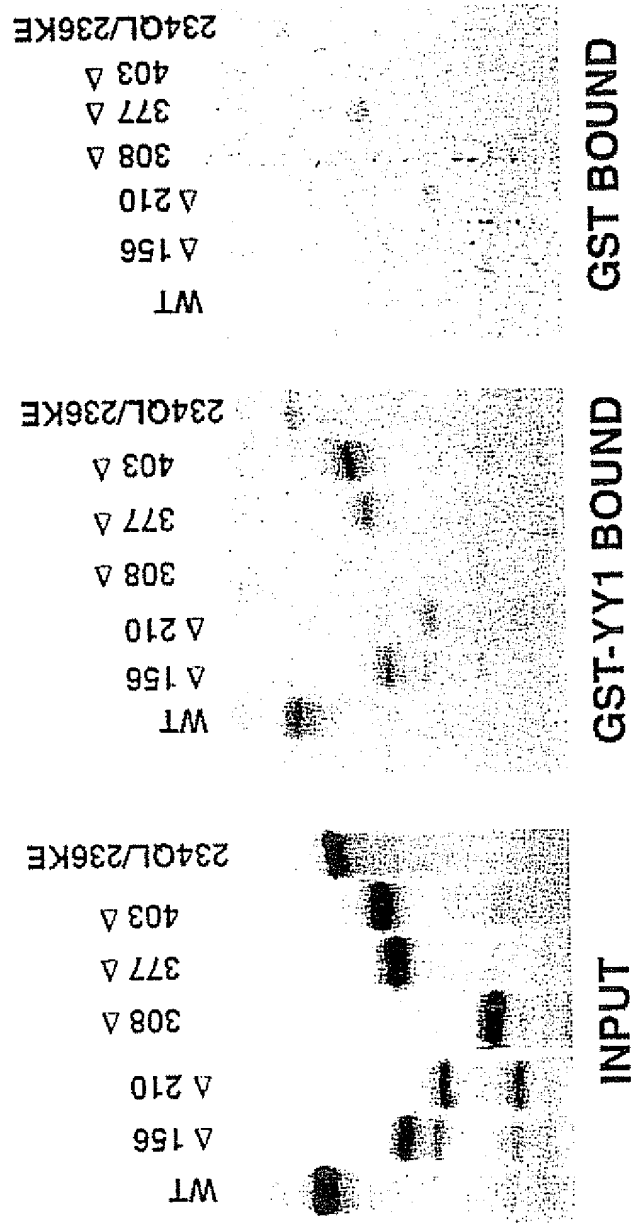 WT
Δ 156
Δ 210
308 Δ
377 Δ
403 Δ
234QL/236KE
INPUT
WT
Δ 156
Δ 210
308 Δ
377 Δ
403 Δ
234QL/236KE
GST-YY1 BOUND
WT
Δ 156
Δ 210
308 Δ
377 Δ
403 Δ
234QL/236KE
GST BOUND